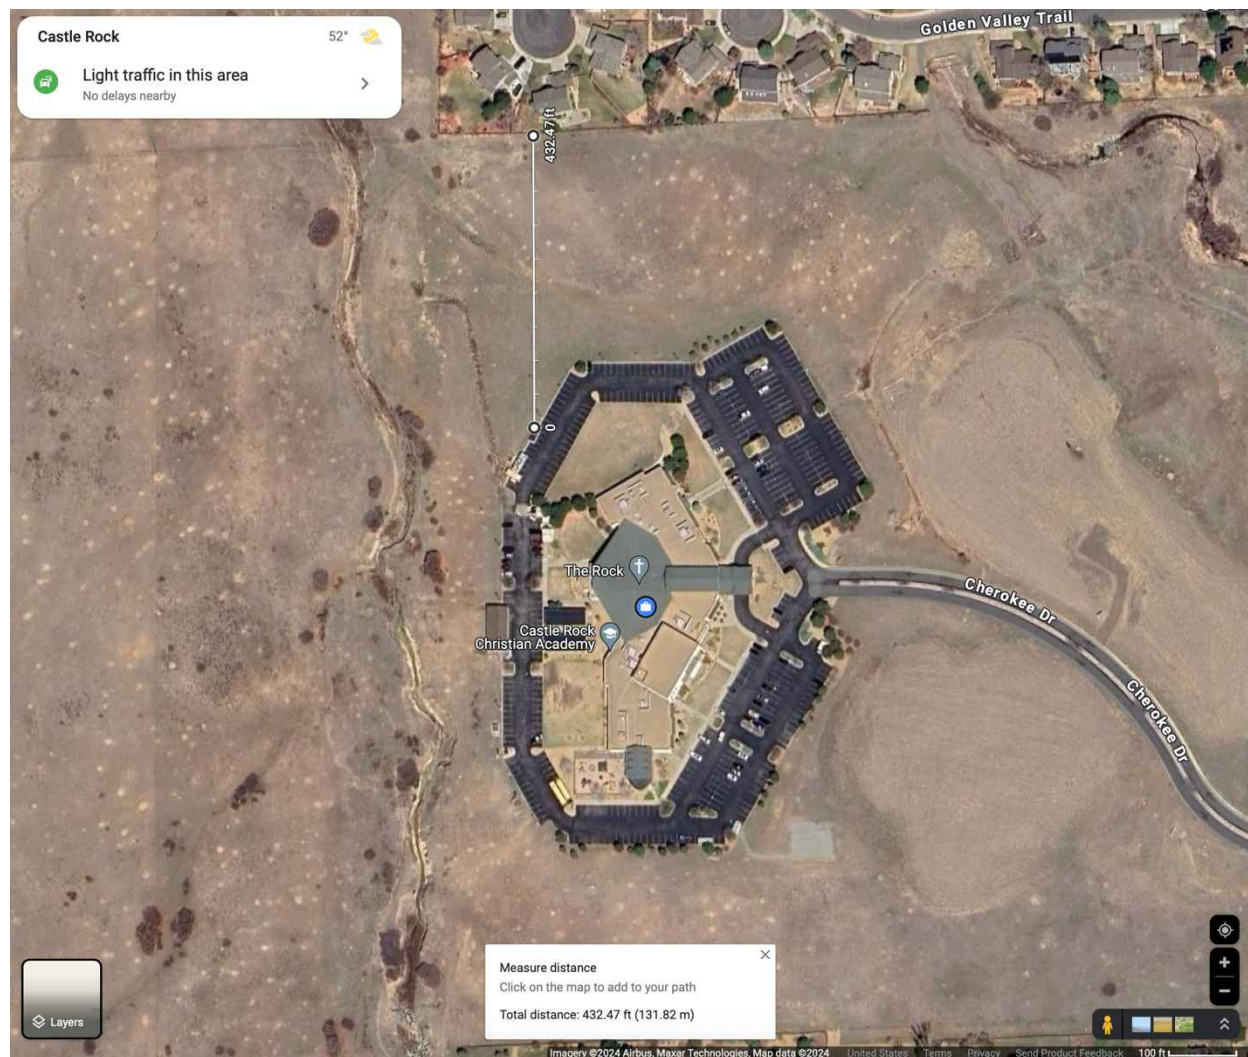 Golden Valley Trail
Castle Rock
52°
Light traffic in this area
No delays nearby
432.47 ft
0
The Rock
Castle Rock
Christian Academy
Cherokee Dr
Cherokee Dr
Measure distance
Click on the map to add to your path
Total distance: 432.47 ft (131.82 m)
Layers
Imagery ©2024 Airbus, Maxar Technologies, Map data ©2024 United States Terms Privacy Send Product Feedback 100 ft